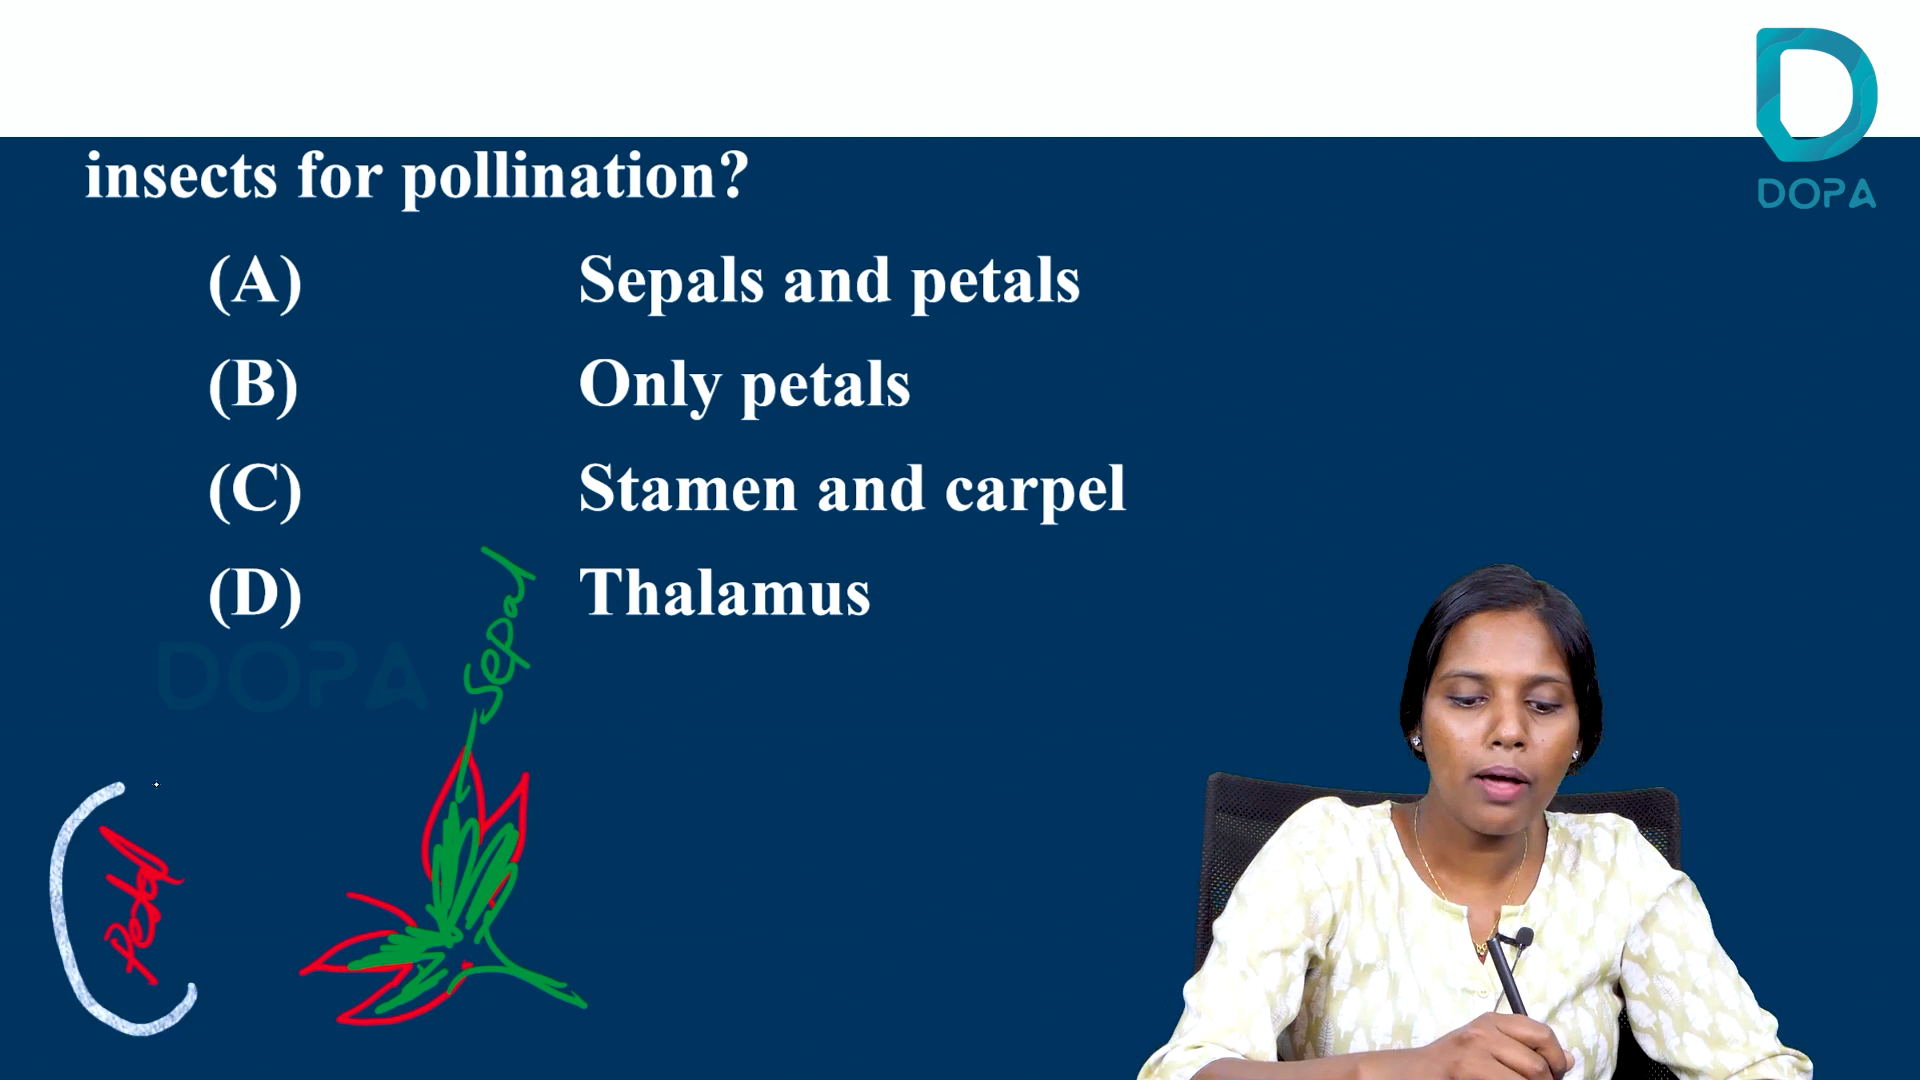 DOPA
insects for pollination?
(A) Sepals and petals
(B) Only petals
(C) Stamen and carpel
(D) Thalamus
Sepal
DOPA
Petal